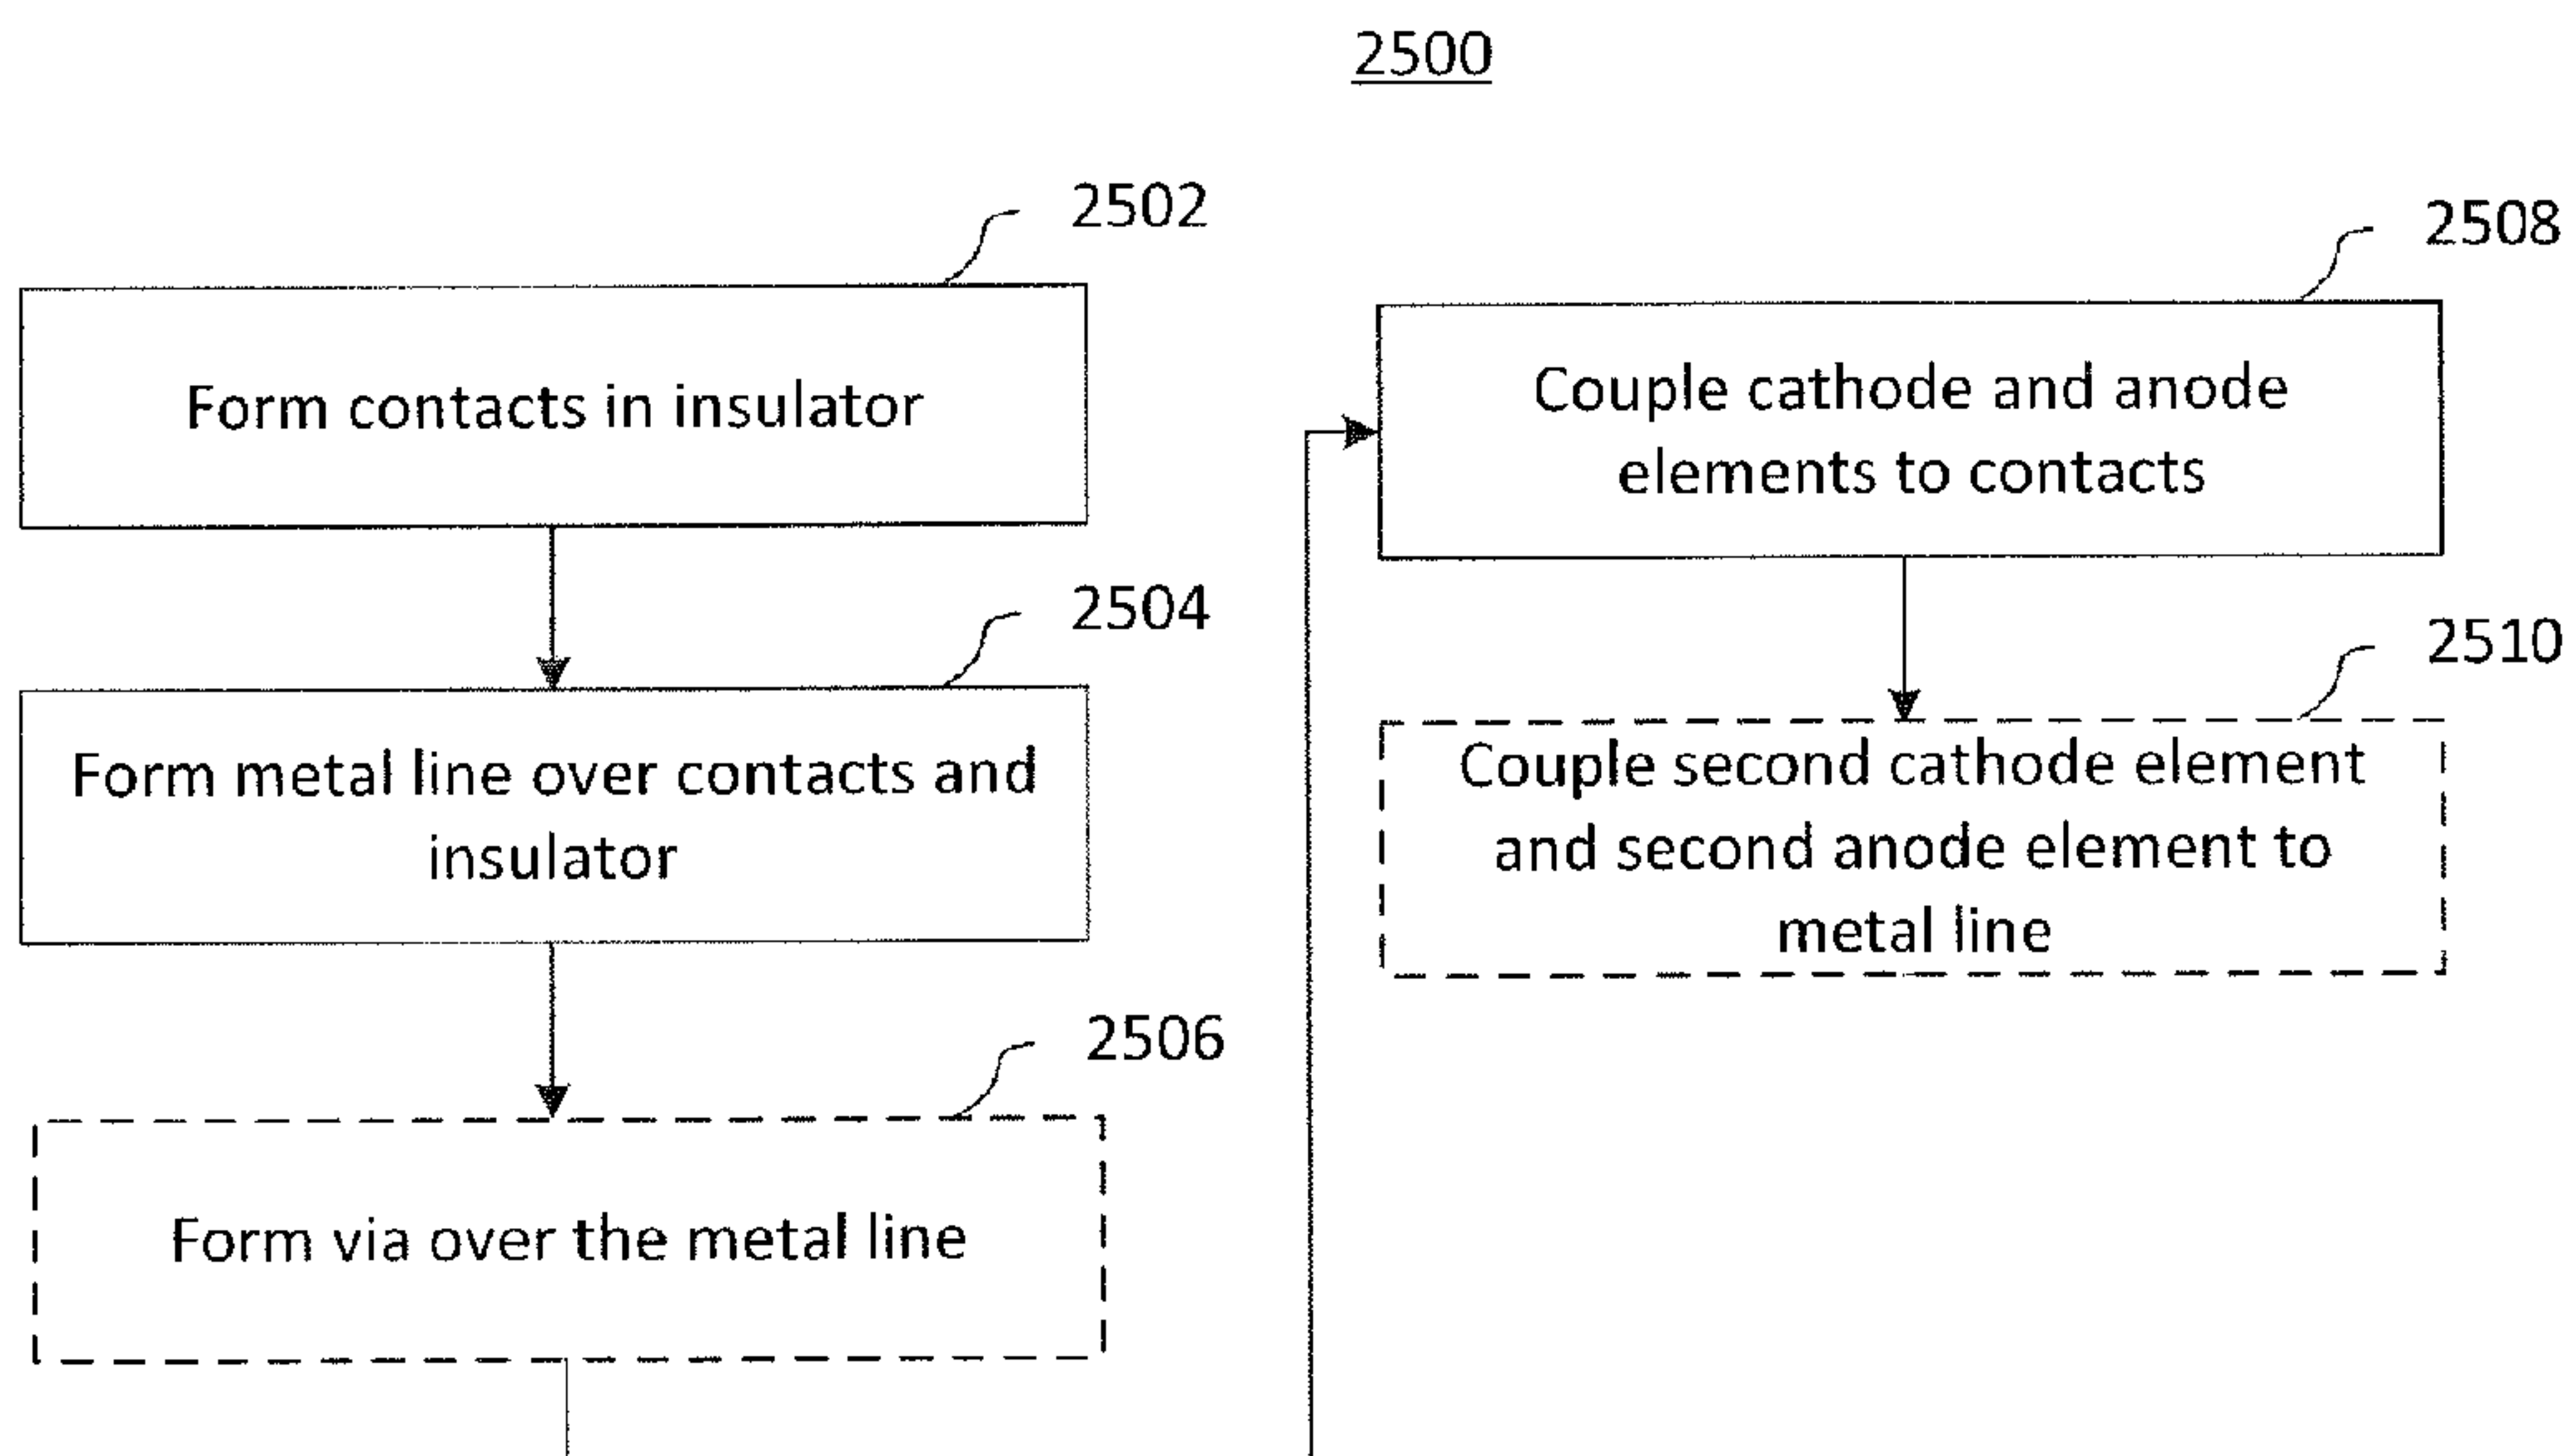 2500
2502
Form contacts in insulator
2504
Form metal line over contacts and
insulator
2506
Form via over the metal line
2508
Couple cathode and anode
elements to contacts
2510
Couple second cathode element
and second anode element to
metal line